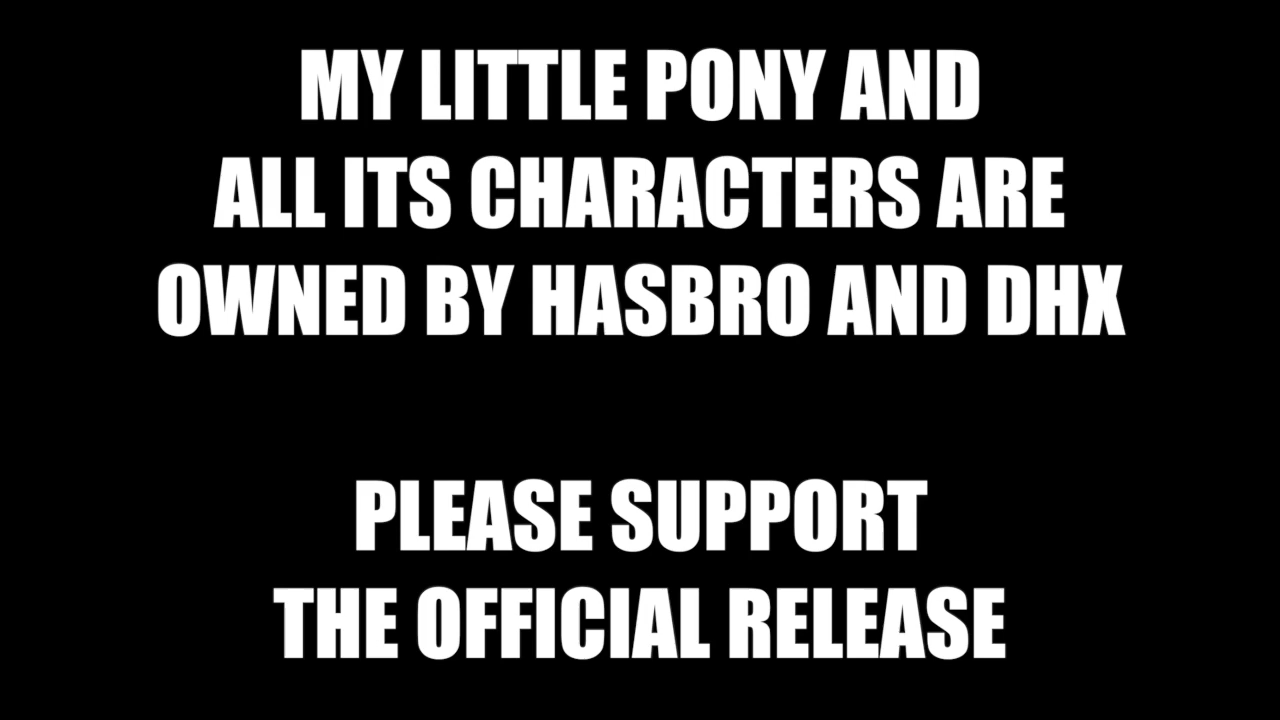 MY LITTLE PONY AND
ALL ITS CHARACTERS ARE
OWNED BY HASBRO AND DHX
PLEASE SUPPORT
THE OFFICIAL RELEASE